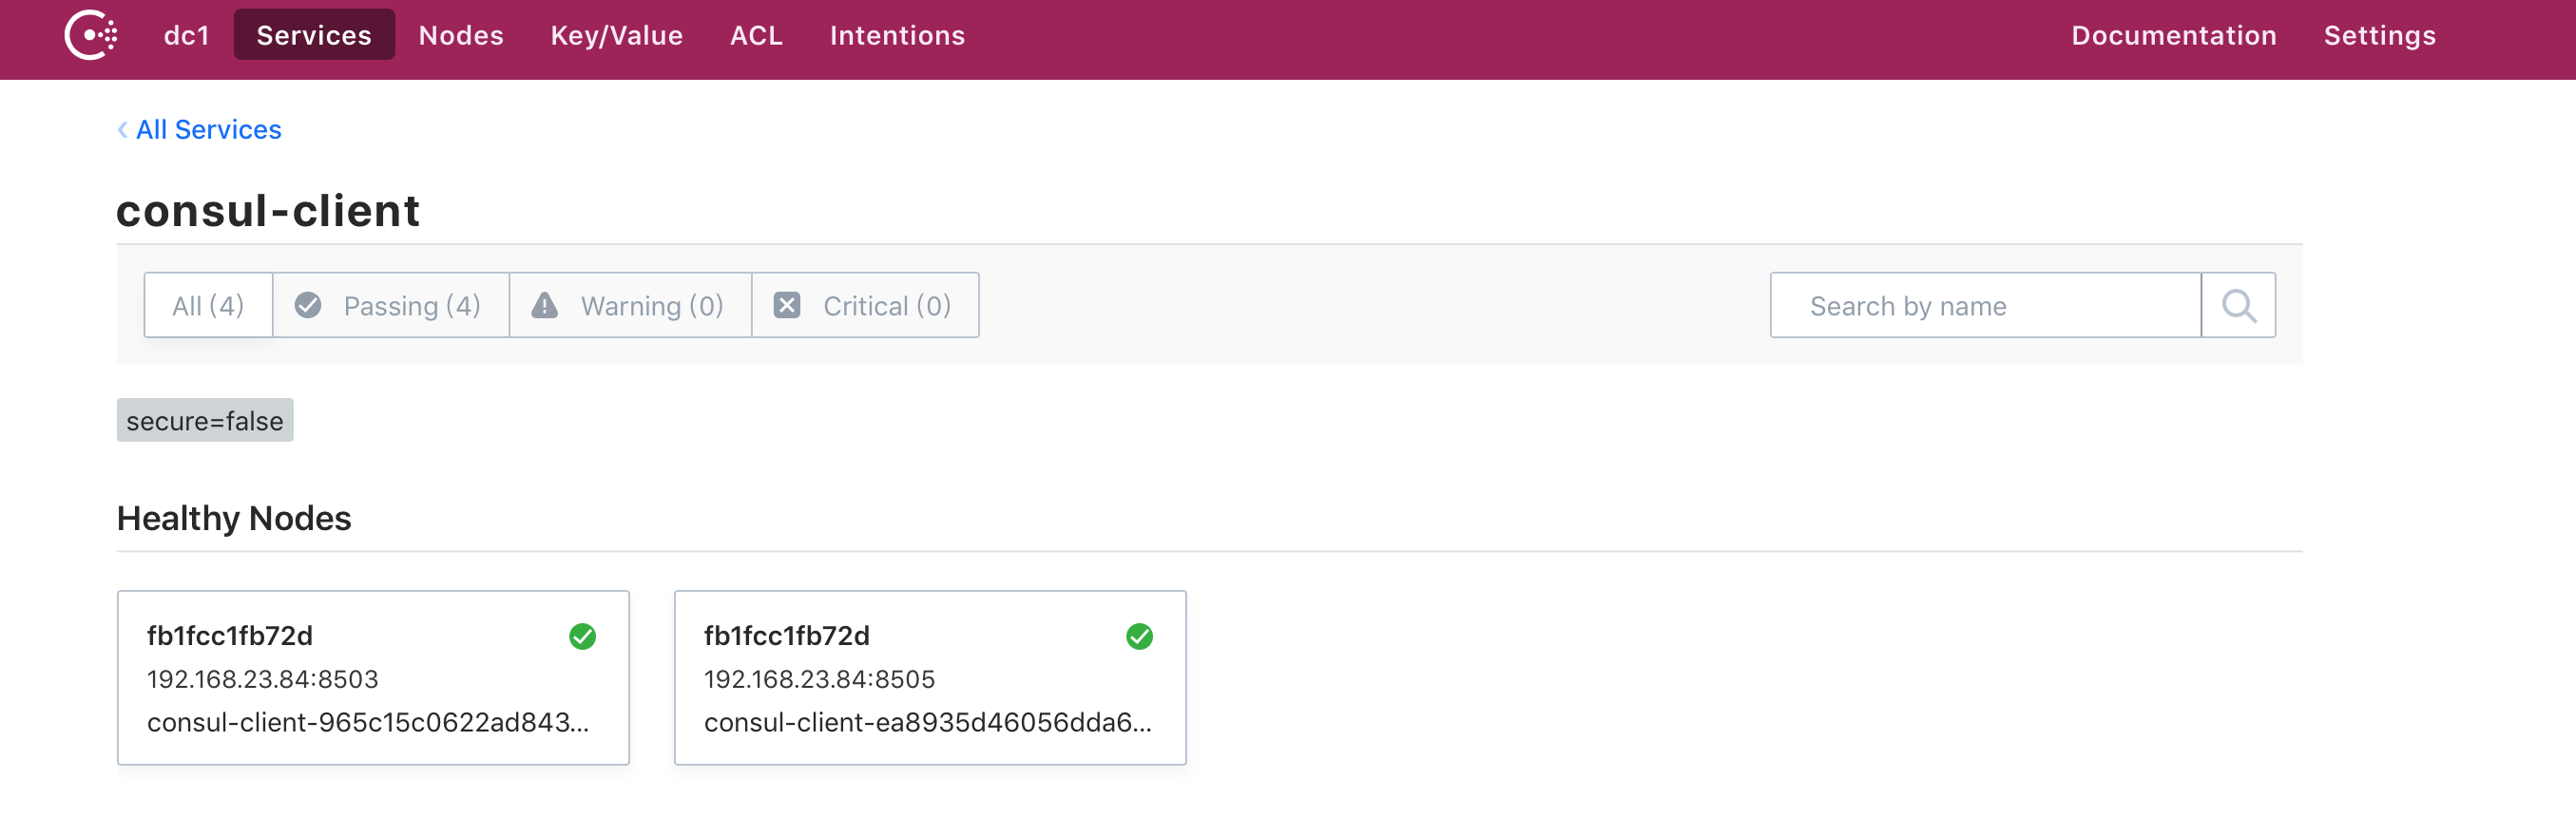 dc1 Services Nodes Key/Value ACL Intentions Documentation Settings
‹ All Services
consul-client
All (4) Passing (4) Warning (0) Critical (0) Search by name
secure=false
Healthy Nodes
fb1fcc1fb72d
192.168.23.84:8503
consul-client-965c15c0622ad843...
fb1fcc1fb72d
192.168.23.84:8505
consul-client-ea8935d46056dda6...